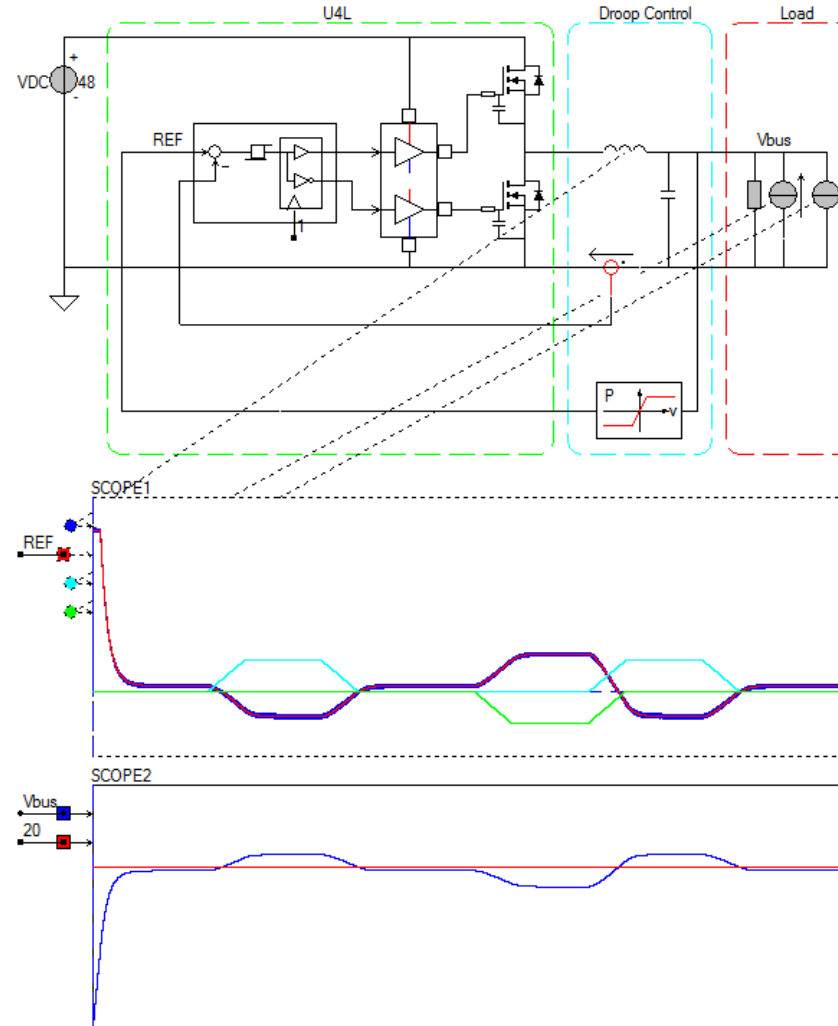 U4L
Droop Control
Load
+
VDC
48
-
REF
-
1
Vbus
P
v
SCOPE1
REF
SCOPE2
Vbus
20